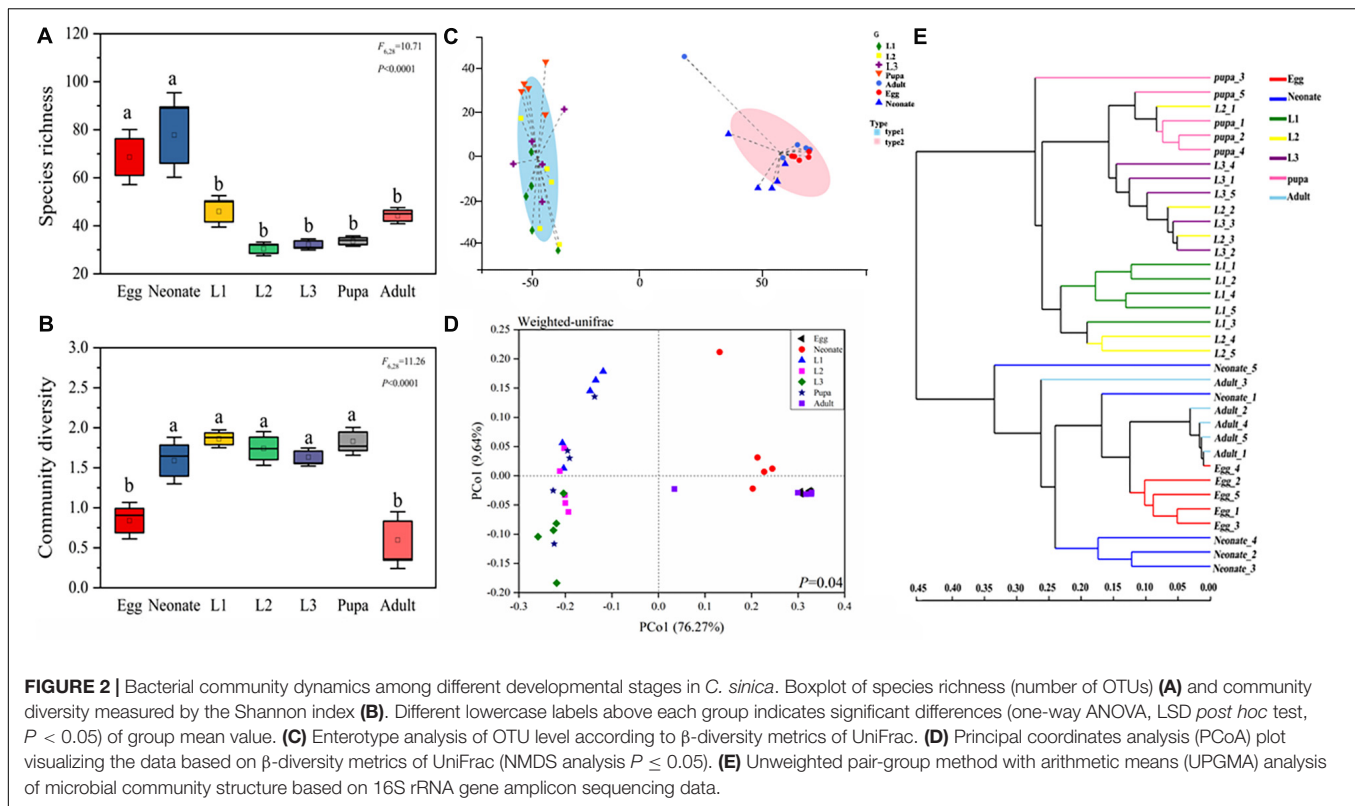 A
F6,28=10.71
P<0.0001
Species richness
120
100
80
60
40
20
a
a
b
b
b
b
b
Egg Neonate L1 L2 L3 Pupa Adult
B
F6,28=11.26
P<0.0001
Community diversity
3.0
2.5
2.0
1.5
1.0
0.5
0.0
b
a
a
a
a
a
b
Egg Neonate L1 L2 L3 Pupa Adult
C
40
20
0
-20
-40
-50
0
50
G
L1
L2
L3
Pupa
Adult
Egg
Neonate
Type
type1
type2
D
Weighted-unifrac
PCo1 (9.64%)
0.25
0.20
0.15
0.10
0.05
0.00
-0.05
-0.10
-0.15
-0.20
Egg
Neonate
L1
L2
L3
Pupa
Adult
P=0.04
-0.3 -0.2 -0.1 0.0 0.1 0.2 0.3 0.4
PCo1 (76.27%)
E
pupa_3
pupa_5
L2_1
pupa_1
pupa_2
pupa_4
L3_4
L3_1
L3_5
L2_2
L3_3
L2_3
L3_2
L1_1
L1_2
L1_4
L1_5
L1_3
L2_4
L2_5
Neonate_5
Adult_3
Neonate_1
Adult_2
Adult_4
Adult_5
Adult_1
Egg_4
Egg_2
Egg_5
Egg_1
Egg_3
Neonate_4
Neonate_2
Neonate_3
Egg
Neonate
L1
L2
L3
pupa
Adult
0.45 0.40 0.35 0.30 0.25 0.20 0.15 0.10 0.05 0.00
FIGURE 2 | Bacterial community dynamics among different developmental stages in C. sinica. Boxplot of species richness (number of OTUs) (A) and community
diversity measured by the Shannon index (B). Different lowercase labels above each group indicates significant differences (one-way ANOVA, LSD post hoc test,
P < 0.05) of group mean value. (C) Enterotype analysis of OTU level according to β-diversity metrics of UniFrac. (D) Principal coordinates analysis (PCoA) plot
visualizing the data based on β-diversity metrics of UniFrac (NMDS analysis P ≤ 0.05). (E) Unweighted pair-group method with arithmetic means (UPGMA) analysis
of microbial community structure based on 16S rRNA gene amplicon sequencing data.